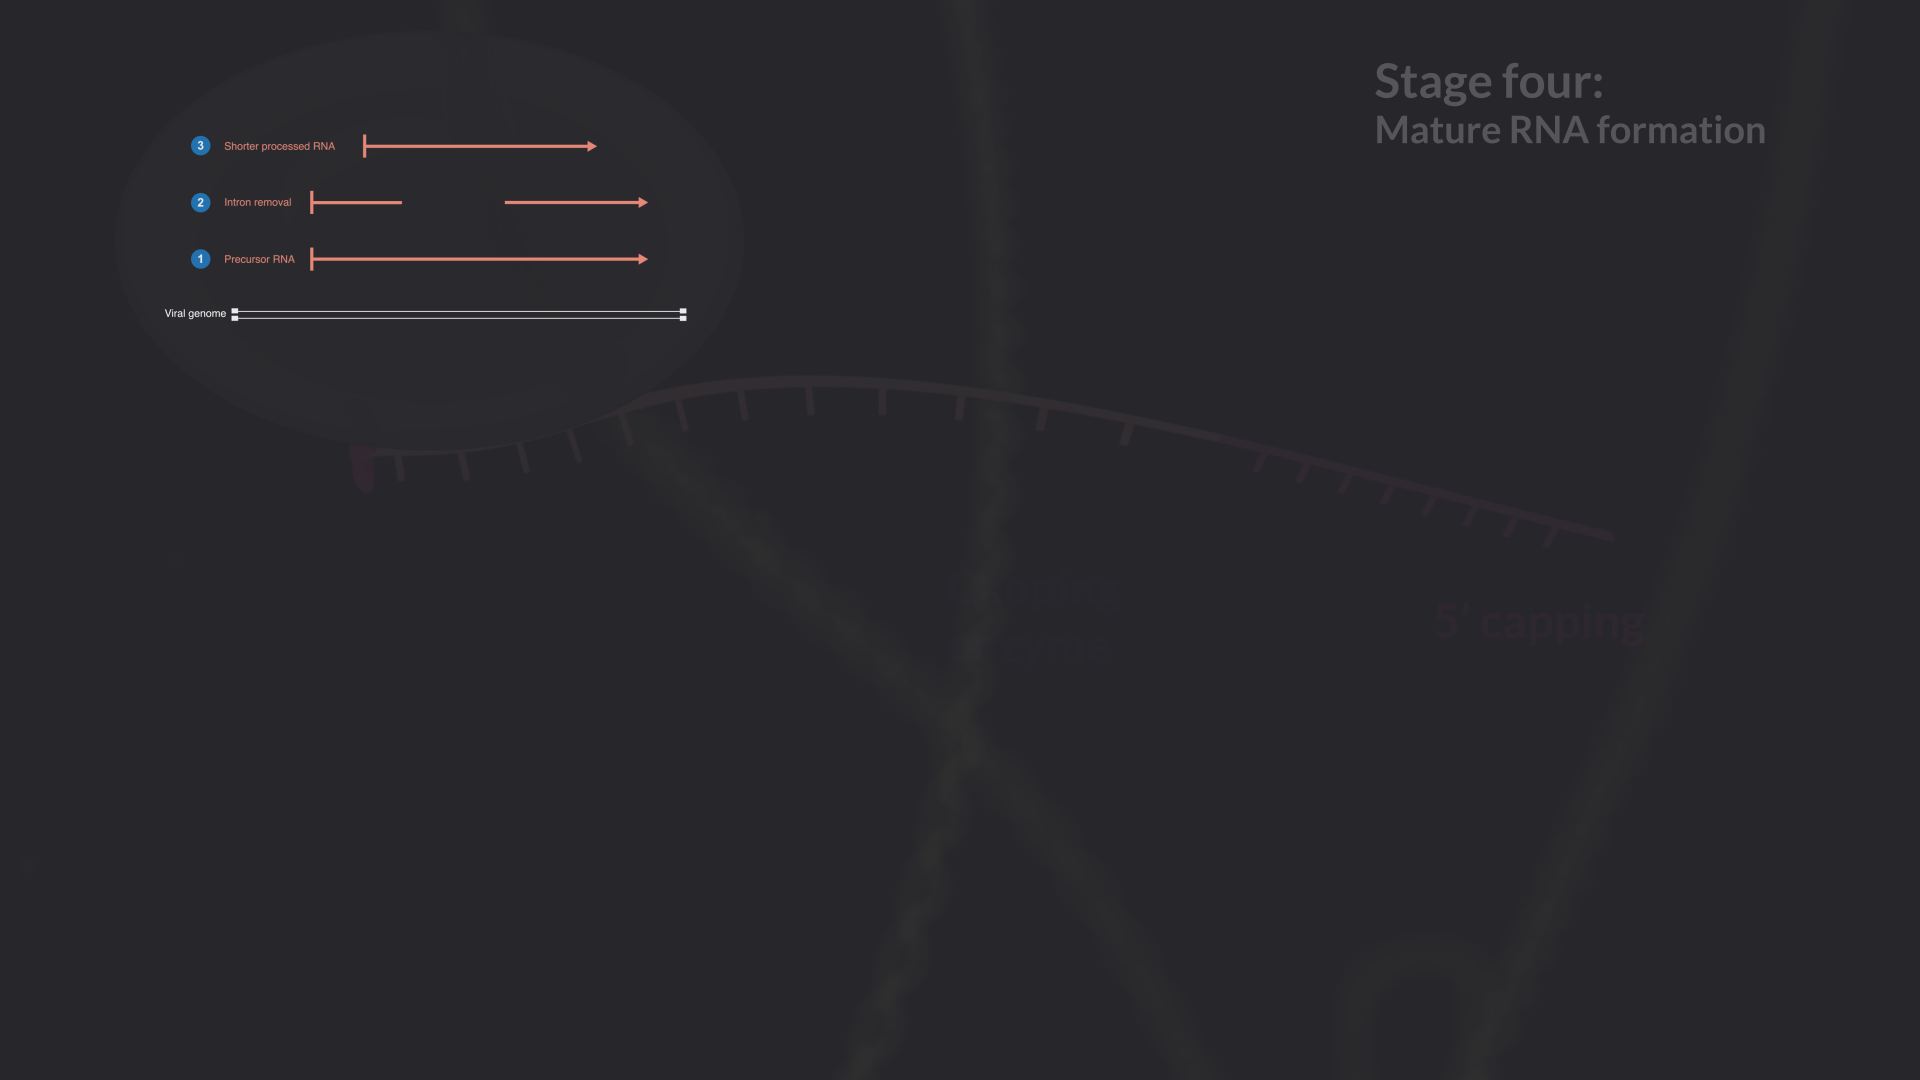 Stage four:
Mature RNA formation
3 Shorter processed RNA
2 Intron removal
1 Precursor RNA
Viral genome
5' capping